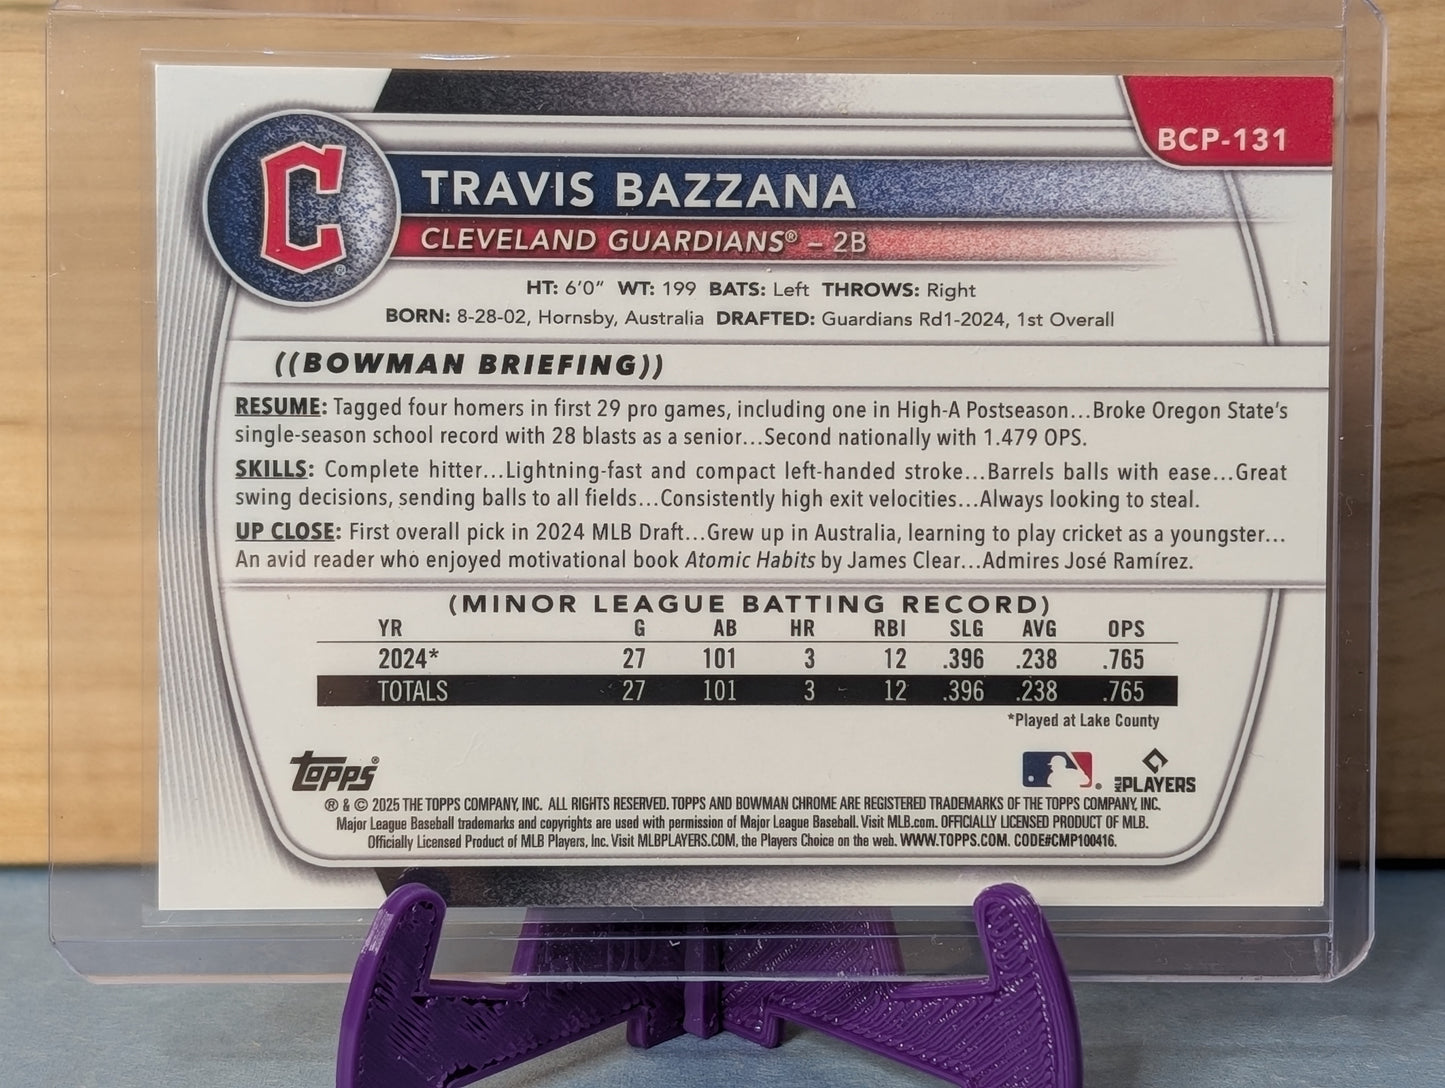 BCP-131
C
®
TRAVIS BAZZANA
CLEVELAND GUARDIANS® – 2B
HT: 6'0" WT: 199 BATS: Left THROWS: Right
BORN: 8-28-02, Hornsby, Australia DRAFTED: Guardians Rd1-2024, 1st Overall
((BOWMAN BRIEFING))
RESUME: Tagged four homers in first 29 pro games, including one in High-A Postseason...Broke Oregon State's
single-season school record with 28 blasts as a senior...Second nationally with 1.479 OPS.
SKILLS: Complete hitter...Lightning-fast and compact left-handed stroke...Barrels balls with ease...Great
swing decisions, sending balls to all fields...Consistently high exit velocities...Always looking to steal.
UP CLOSE: First overall pick in 2024 MLB Draft...Grew up in Australia, learning to play cricket as a youngster...
An avid reader who enjoyed motivational book Atomic Habits by James Clear...Admires José Ramírez.
(MINOR LEAGUE BATTING RECORD)
YR G AB HR RBI SLG AVG OPS
2024* 27 101 3 12 .396 .238 .765
TOTALS 27 101 3 12 .396 .238 .765
*Played at Lake County
Topps®
®
MLB PLAYERS
® & © 2025 THE TOPPS COMPANY, INC. ALL RIGHTS RESERVED. TOPPS AND BOWMAN CHROME ARE REGISTERED TRADEMARKS OF THE TOPPS COMPANY, INC.
Major League Baseball trademarks and copyrights are used with permission of Major League Baseball. Visit MLB.com. OFFICIALLY LICENSED PRODUCT OF MLB.
Officially Licensed Product of MLB Players, Inc. Visit MLBPLAYERS.COM, the Players Choice on the web. WWW.TOPPS.COM. CODE#CMP100416.